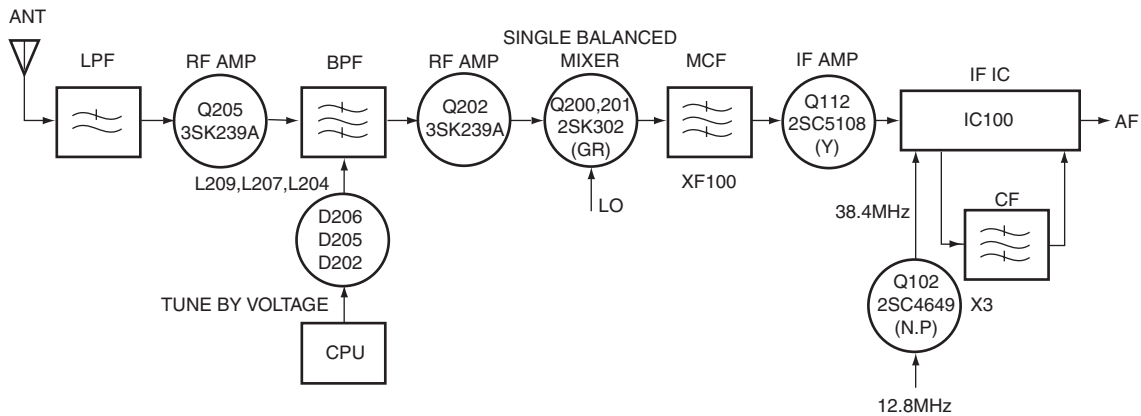 ANT
LPF
RF AMP
BPF
RF AMP
SINGLE BALANCED
MIXER
MCF
IF AMP
IF IC
Q205
3SK239A
Q202
3SK239A
Q200,201
2SK302
(GR)
Q112
2SC5108
(Y)
IC100
AF
L209,L207,L204
XF100
LO
38.4MHz
CF
D206
D205
D202
Q102
2SC4649
(N.P)
X3
TUNE BY VOLTAGE
CPU
12.8MHz